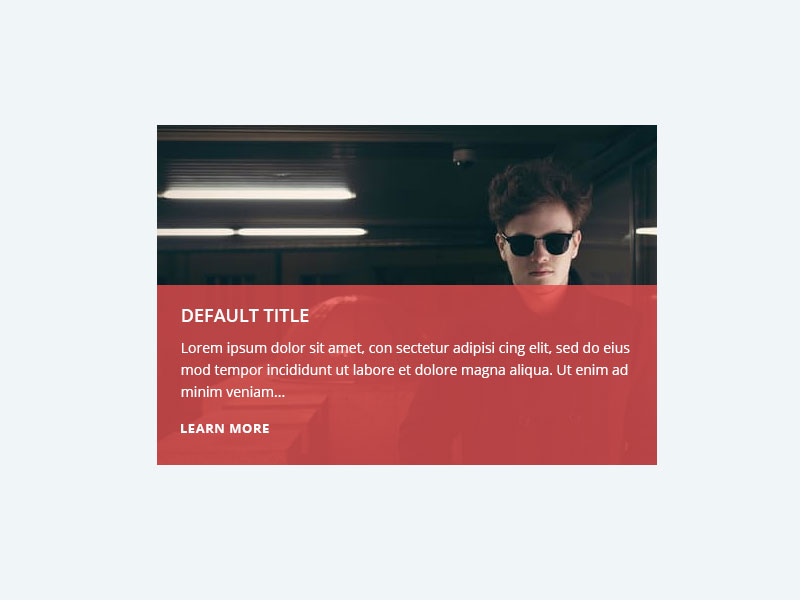 DEFAULT TITLE
Lorem ipsum dolor sit amet, con sectetur adipisi cing elit, sed do eius
mod tempor incididunt ut labore et dolore magna aliqua. Ut enim ad
minim veniam...
LEARN MORE